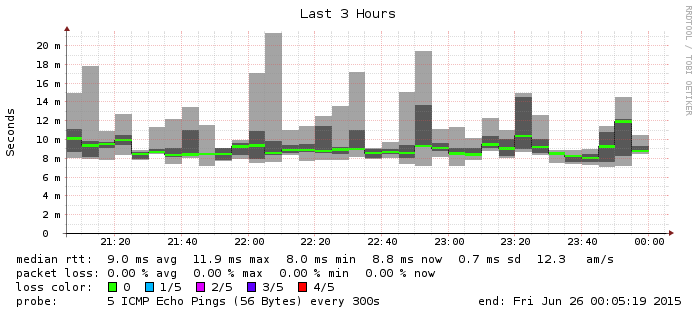 Last 3 Hours
RRDTOOL / TOBI OETIKER
Seconds
20 m
18 m
16 m
14 m
12 m
10 m
8 m
6 m
4 m
2 m
0
21:20 21:40 22:00 22:20 22:40 23:00 23:20 23:40 00:00
median rtt: 9.0 ms avg 11.9 ms max 8.0 ms min 8.8 ms now 0.7 ms sd 12.3 am/s
packet loss: 0.00 % avg 0.00 % max 0.00 % min 0.00 % now
loss color: 0 1/5 2/5 3/5 4/5
probe: 5 ICMP Echo Pings (56 Bytes) every 300s end: Fri Jun 26 00:05:19 2015